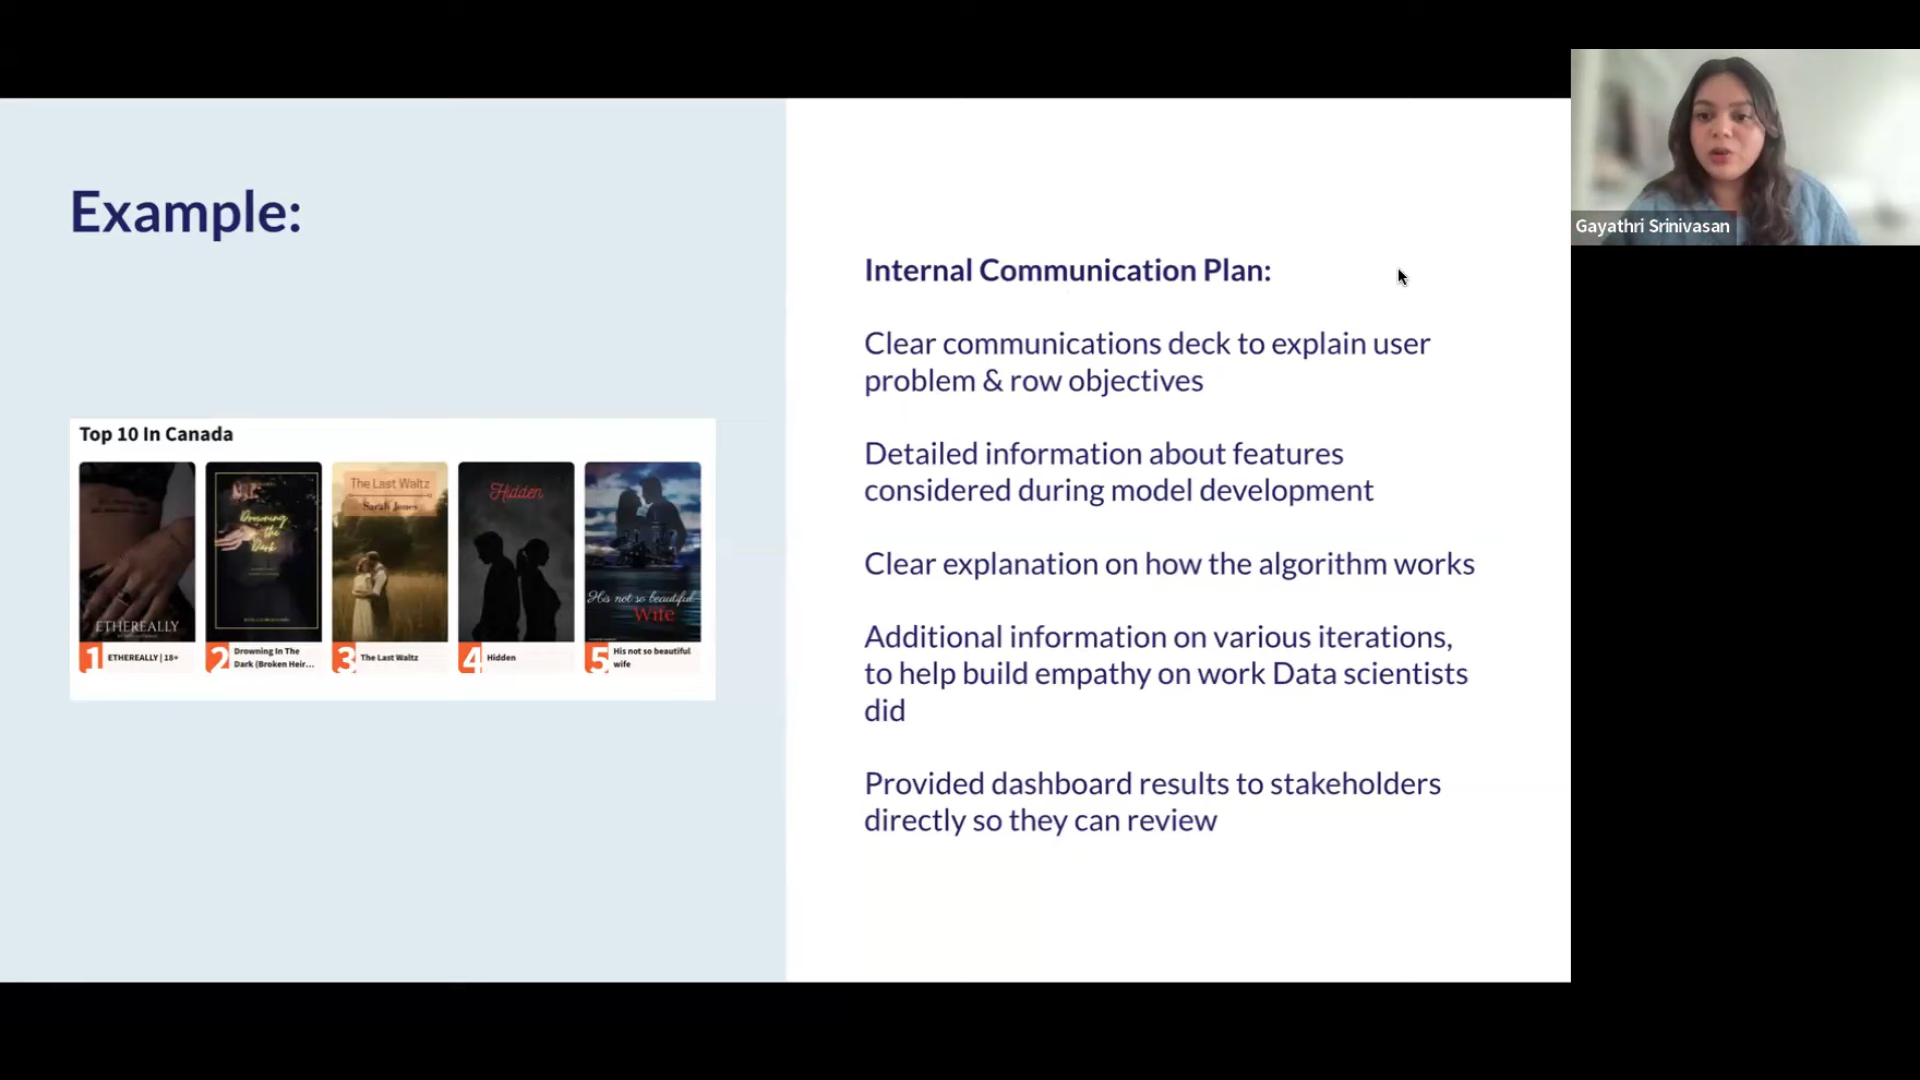 Example:
Top 10 In Canada
ETHEREALLY
Drowning
in the
Dark
The Last Waltz
Sarah Jones
Hidden
His not so beautiful
Wife
1 ETHEREALLY | 18+
2 Drowning In The
Dark (Broken Heir...
3 The Last Waltz
4 Hidden
5 His not so beautiful
wife
Internal Communication Plan:
Clear communications deck to explain user
problem & row objectives
Detailed information about features
considered during model development
Clear explanation on how the algorithm works
Additional information on various iterations,
to help build empathy on work Data scientists
did
Provided dashboard results to stakeholders
directly so they can review
Gayathri Srinivasan